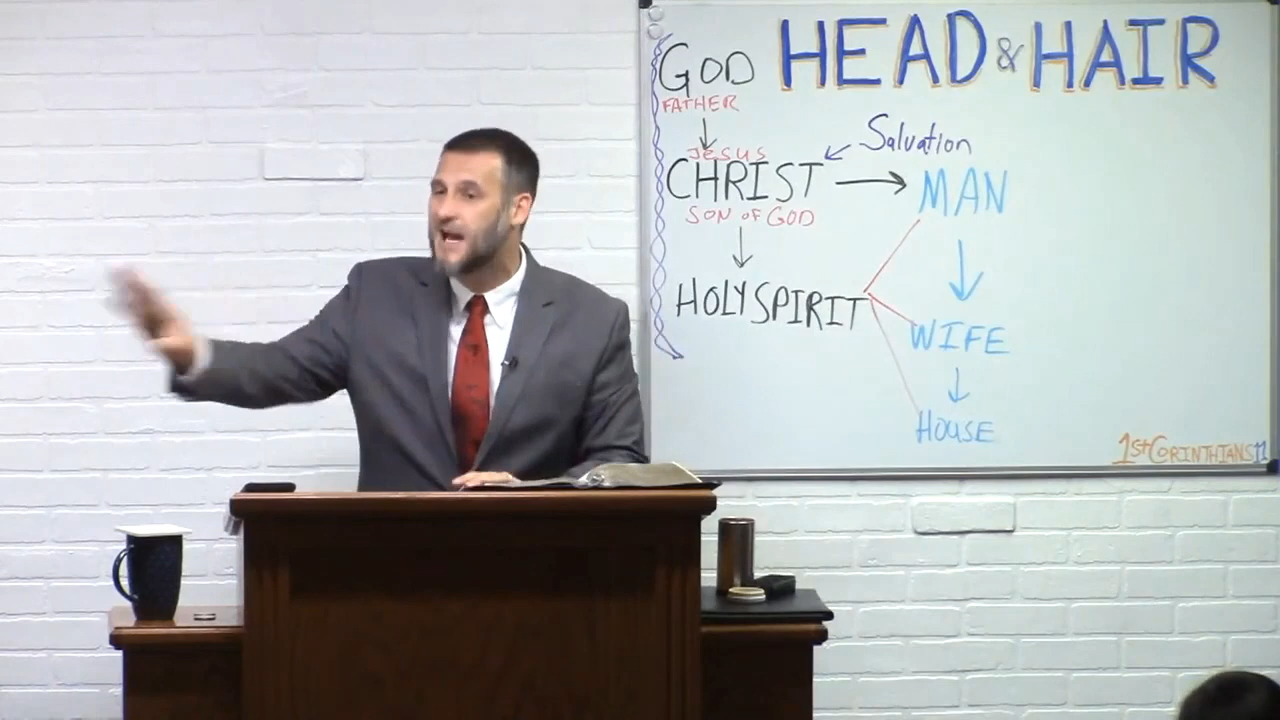 HEAD & HAIR
GOD
FATHER
Jesus
CHRIST
SON OF GOD
HOLY SPIRIT
Salvation
MAN
WIFE
HOUSE
1st CORINTHIANS 11